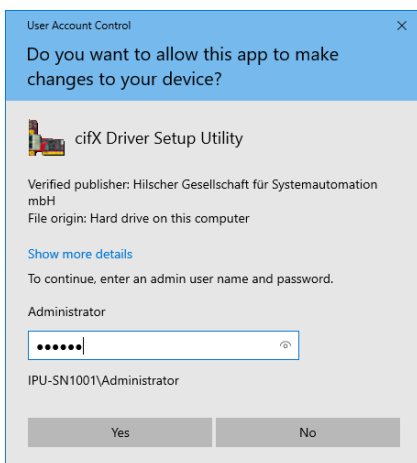 User Account Control
Do you want to allow this app to make
changes to your device?
cifX Driver Setup Utility
Verified publisher: Hilscher Gesellschaft für Systemautomation
mbH
File origin: Hard drive on this computer
Show more details
To continue, enter an admin user name and password.
Administrator
••••••
IPU-SN1001\Administrator
Yes No